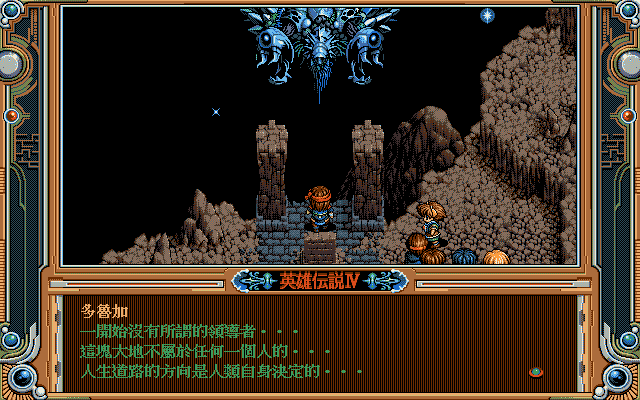 英雄伝説Ⅳ
多魯加
一開始沒有所謂的領導者・・・
這塊大地不屬於任何一個人的・・・
人生道路的方向是人類自身決定的・・・